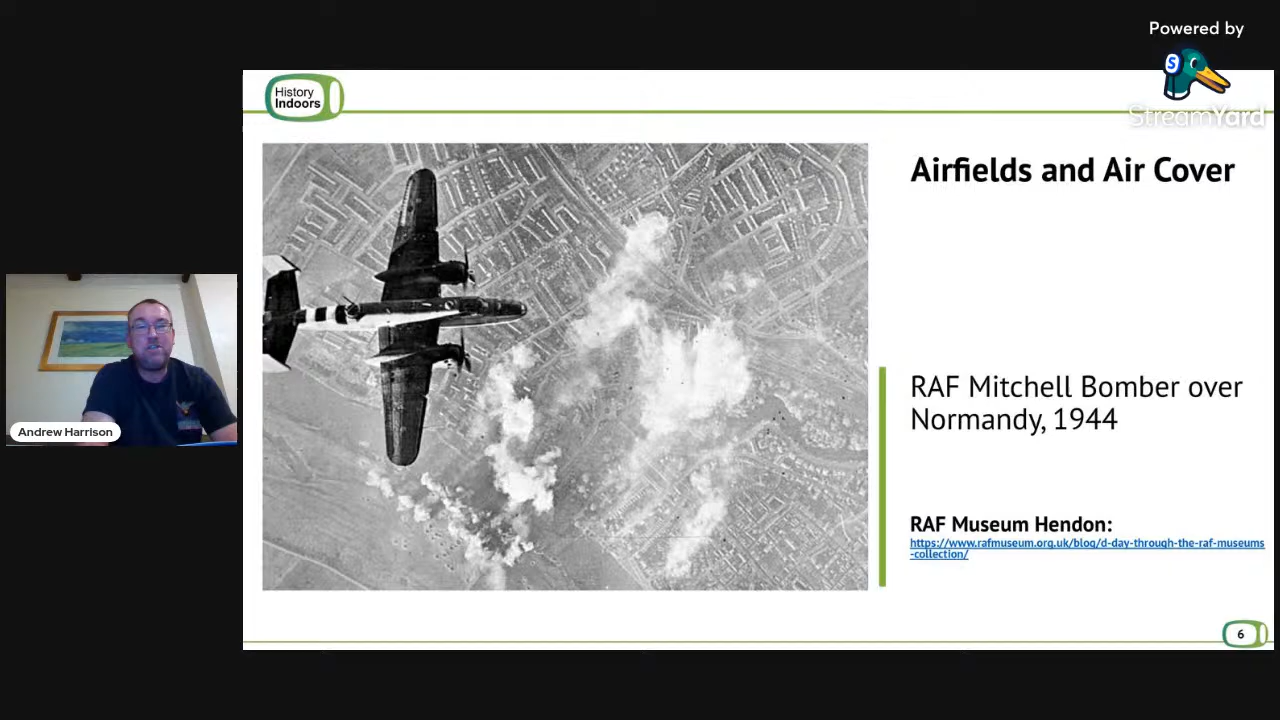 Powered by
StreamYard
S
History
Indoors
Airfields and Air Cover
RAF Mitchell Bomber over
Normandy, 1944
RAF Museum Hendon:
https://www.rafmuseum.org.uk/blog/d-day-through-the-raf-museums
-collection/
Andrew Harrison
6